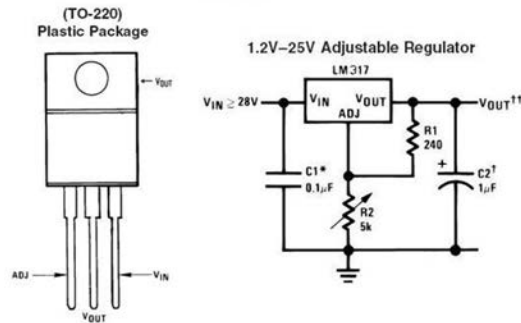 (TO-220)
Plastic Package
VOUT
ADJ
VIN
VOUT
1.2V–25V Adjustable Regulator
LM317
VIN ≥ 28V
VIN
VOUT
ADJ
VOUT††
R1
240
C1*
0.1μF
C2†
1μF
+
R2
5k